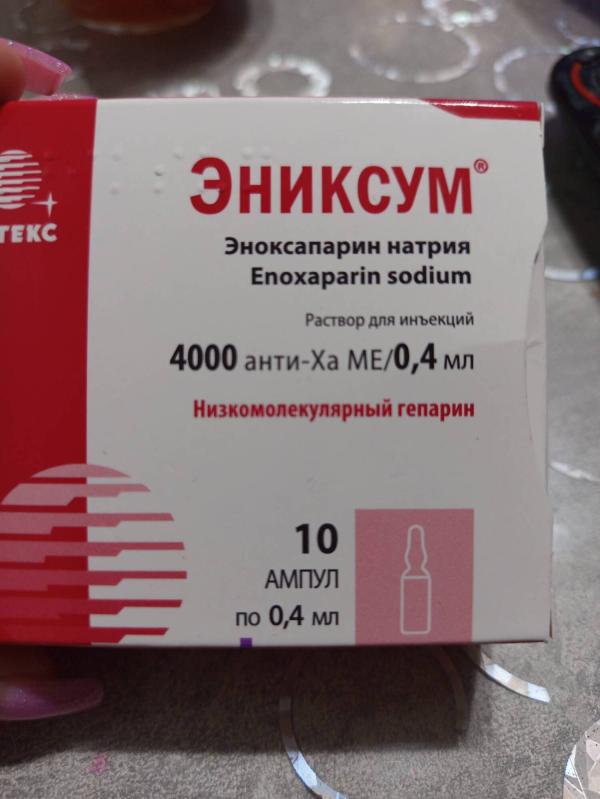 ЭНИКСУМ®
ТЕКС
Эноксапарин натрия
Enoxaparin sodium
Раствор для инъекций
4000 анти-Ха МЕ/0,4 мл
Низкомолекулярный гепарин
10
АМПУЛ
по 0,4 мл